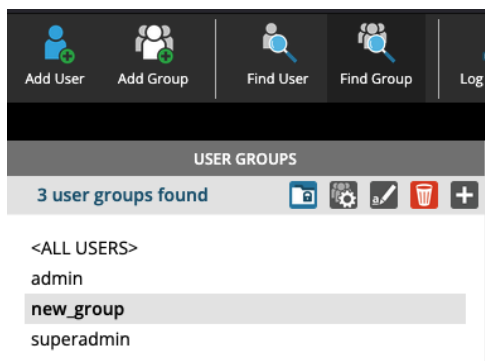 Add User Add Group Find User Find Group Log
USER GROUPS
3 user groups found
<ALL USERS>
admin
new_group
superadmin